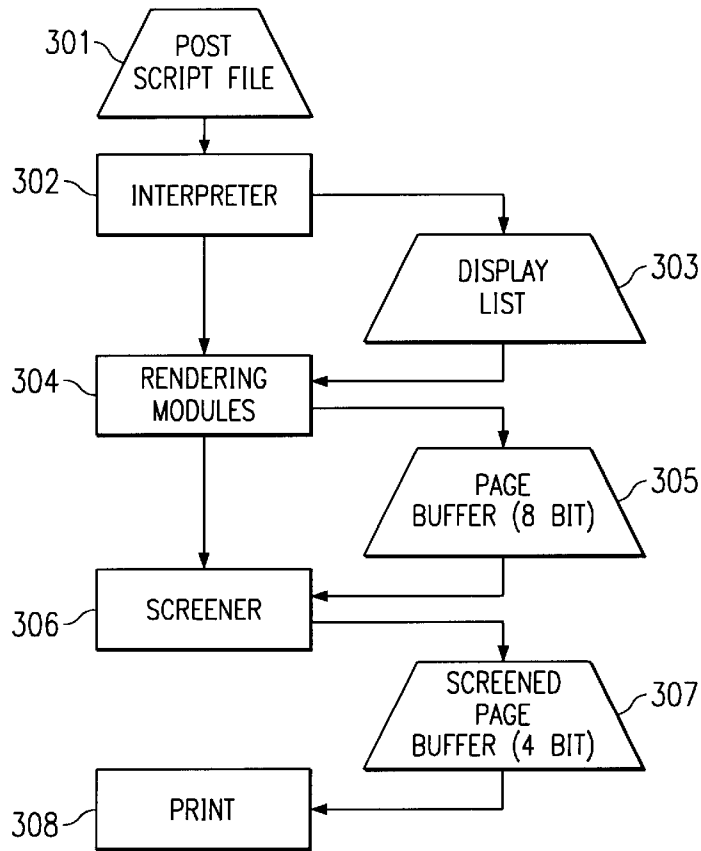 301
POST
SCRIPT FILE
302
INTERPRETER
DISPLAY
LIST
303
304
RENDERING
MODULES
PAGE
BUFFER (8 BIT)
305
306
SCREENER
SCREENED
PAGE
BUFFER (4 BIT)
307
308
PRINT